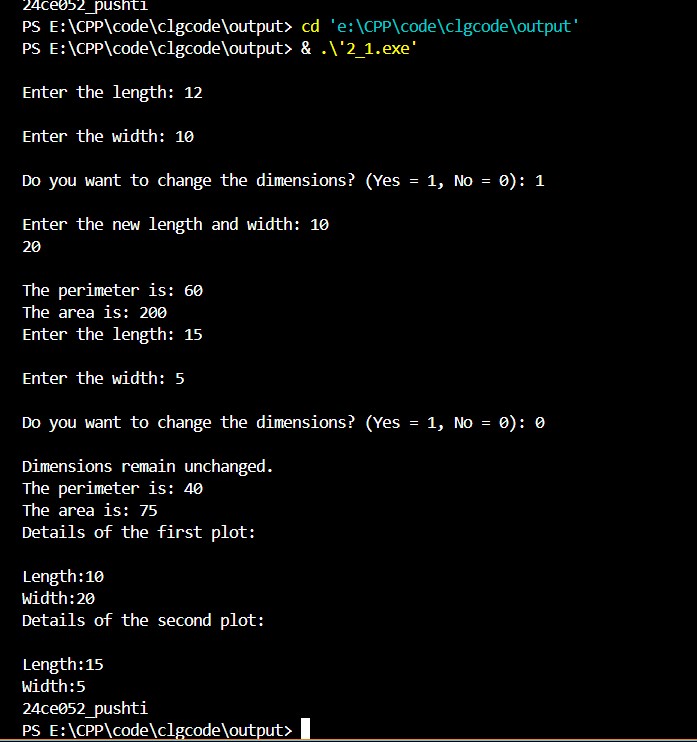 24ce052_pushti
PS E:\CPP\code\clgcode\output> cd 'e:\CPP\code\clgcode\output'
PS E:\CPP\code\clgcode\output> & .\'2_1.exe'
Enter the length: 12
Enter the width: 10
Do you want to change the dimensions? (Yes = 1, No = 0): 1
Enter the new length and width: 10
20
The perimeter is: 60
The area is: 200
Enter the length: 15
Enter the width: 5
Do you want to change the dimensions? (Yes = 1, No = 0): 0
Dimensions remain unchanged.
The perimeter is: 40
The area is: 75
Details of the first plot:
Length:10
Width:20
Details of the second plot:
Length:15
Width:5
24ce052_pushti
PS E:\CPP\code\clgcode\output>